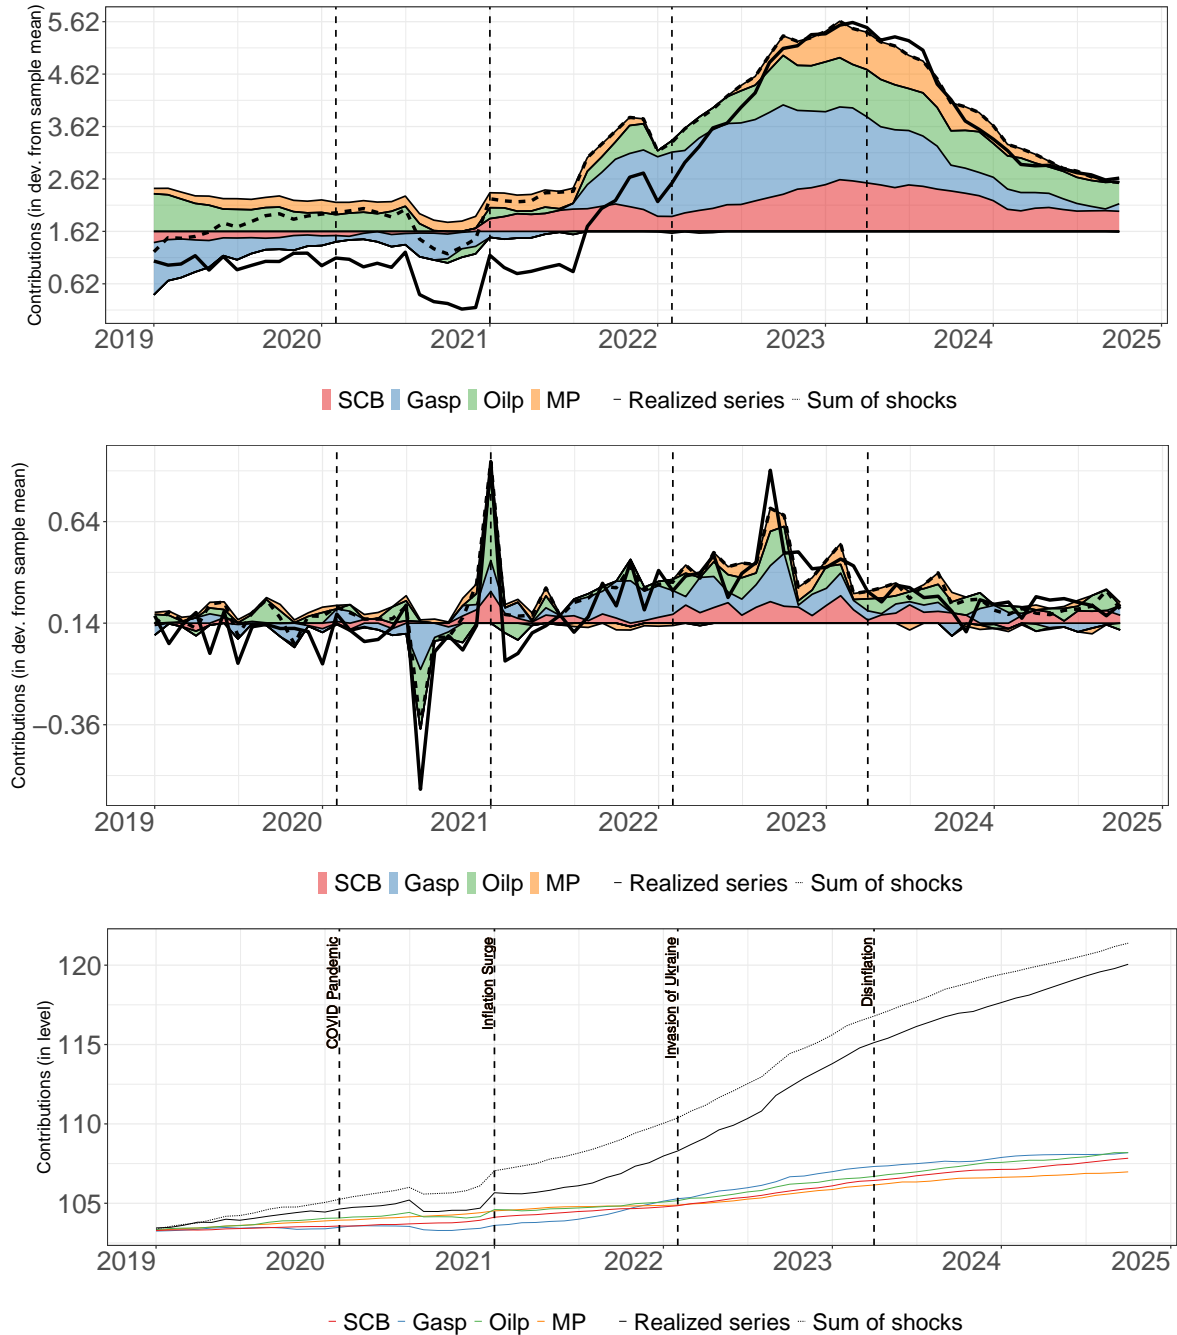 Contributions (in dev. from sample mean)
5.62
4.62
3.62
2.62
1.62
0.62
2019 2020 2021 2022 2023 2024 2025
SCB Gasp Oilp MP Realized series Sum of shocks
Contributions (in dev. from sample mean)
0.64
0.14
−0.36
2019 2020 2021 2022 2023 2024 2025
SCB Gasp Oilp MP Realized series Sum of shocks
Contributions (in level)
120
115
110
105
COVID Pandemic
Inflation Surge
Invasion of Ukraine
Disinflation
2019 2020 2021 2022 2023 2024 2025
SCB Gasp Oilp MP Realized series Sum of shocks